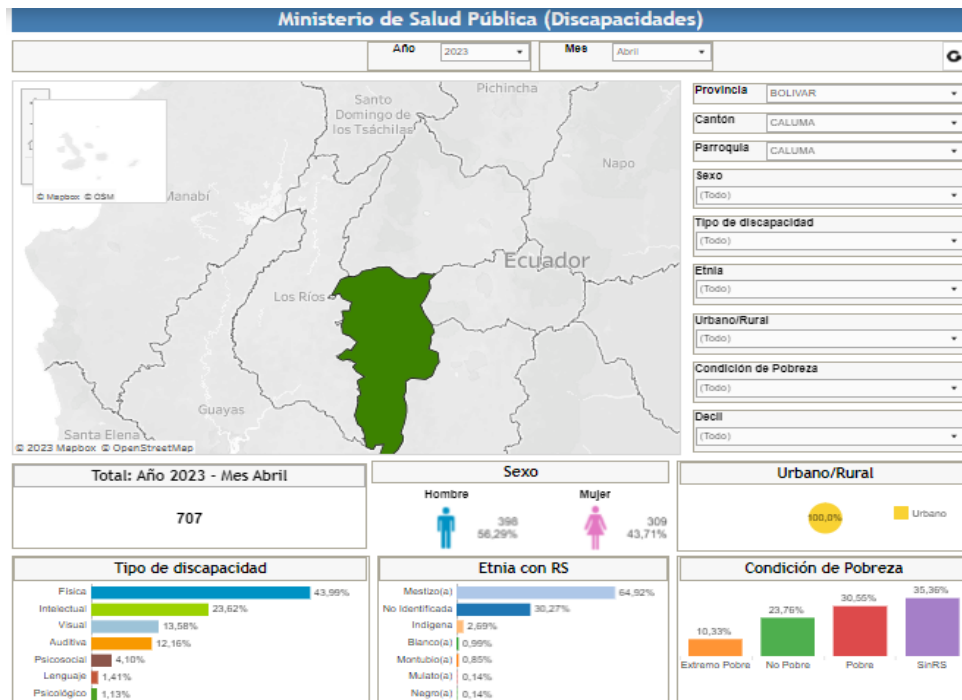 Ministerio de Salud Pública (Discapacidades)
Año 2023 Mes Abril
Provincia BOLIVAR
Cantón CALUMA
Parroquia CALUMA
Sexo
(Todo)
Tipo de discapacidad
(Todo)
Etnia
(Todo)
Urbano/Rural
(Todo)
Condición de Pobreza
(Todo)
Decil
(Todo)
Pichincha
Santo
Domingo de
los Tsáchilas
Napo
© Mapbox © OSM
Manabí
Ecuador
Los Ríos
Guayas
Santa Elena
© 2023 Mapbox © OpenStreetMap
Total: Año 2023 - Mes Abril
707
Sexo
Hombre
398
56,29%
Mujer
309
43,71%
Urbano/Rural
100,0%
Urbano
Tipo de discapacidad
Física 43,99%
Intelectual 23,62%
Visual 13,58%
Auditiva 12,16%
Psicosocial 4,10%
Lenguaje 1,41%
Psicológico 1,13%
Etnia con RS
Mestizo(a) 64,92%
No Identificada 30,27%
Indígena 2,69%
Blanco(a) 0,99%
Montubio(a) 0,85%
Mulato(a) 0,14%
Negro(a) 0,14%
Condición de Pobreza
10,33% 23,76% 30,55% 35,36%
Extremo Pobre No Pobre Pobre SinRS